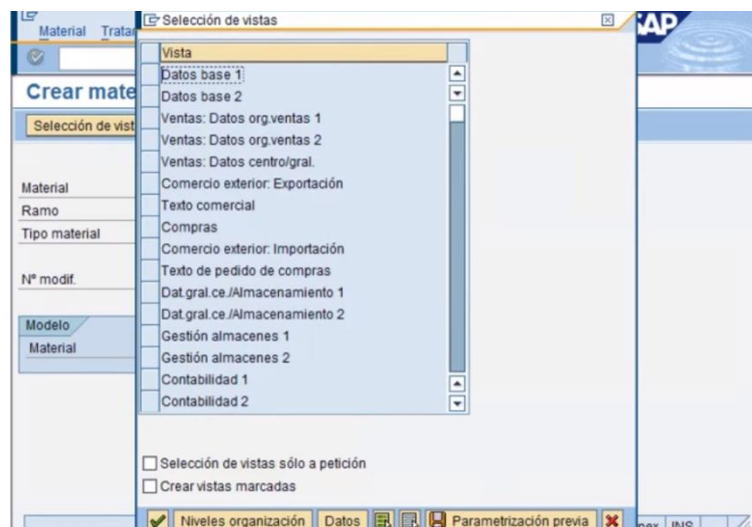 Material Tratar
Selección de vistas
SAP
Crear mate
Selección de vist
Vista
Datos base 1
Datos base 2
Ventas: Datos org.ventas 1
Ventas: Datos org.ventas 2
Ventas: Datos centro/gral.
Comercio exterior: Exportación
Texto comercial
Compras
Comercio exterior: Importación
Texto de pedido de compras
Dat.gral.ce./Almacenamiento 1
Dat.gral.ce./Almacenamiento 2
Gestión almacenes 1
Gestión almacenes 2
Contabilidad 1
Contabilidad 2
Material
Ramo
Tipo material
Nº modif.
Modelo
Material
Selección de vistas sólo a petición
Crear vistas marcadas
Niveles organización Datos Parametrización previa
INS